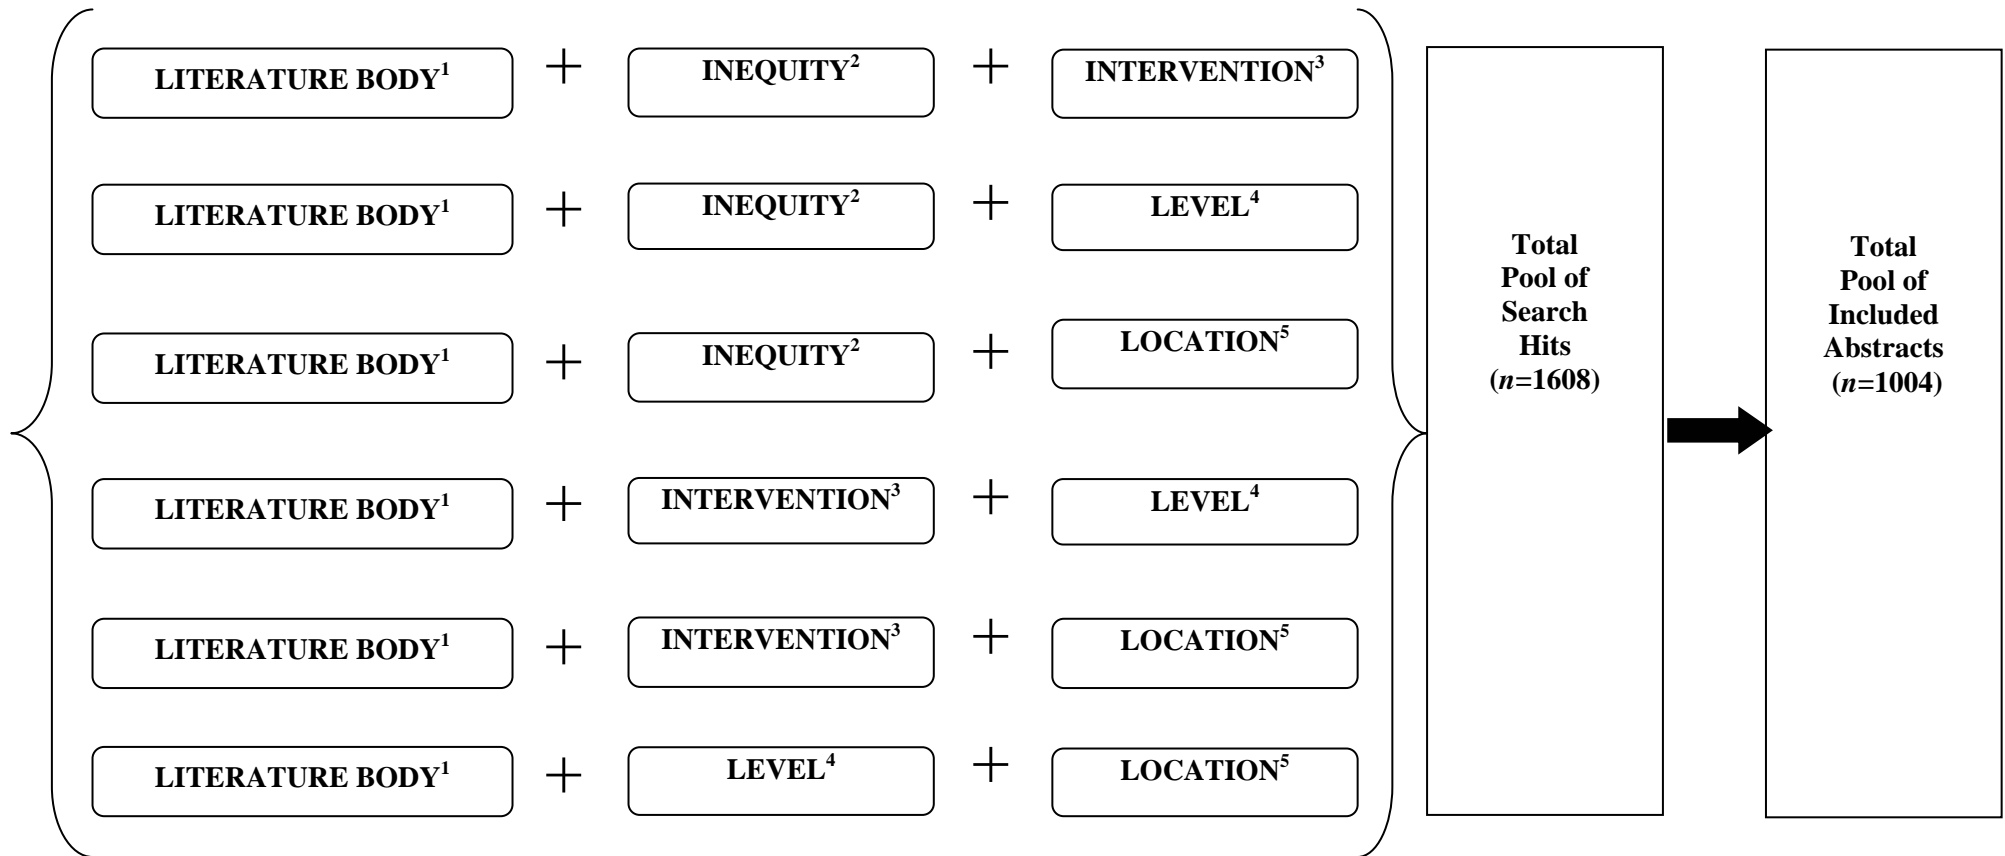 LITERATURE BODY¹ + INEQUITY² + INTERVENTION³
LITERATURE BODY¹ + INEQUITY² + LEVEL⁴
LITERATURE BODY¹ + INEQUITY² + LOCATION⁵
LITERATURE BODY¹ + INTERVENTION³ + LEVEL⁴
LITERATURE BODY¹ + INTERVENTION³ + LOCATION⁵
LITERATURE BODY¹ + LEVEL⁴ + LOCATION⁵
Total
Pool of
Search
Hits
(n=1608)
Total
Pool of
Included
Abstracts
(n=1004)